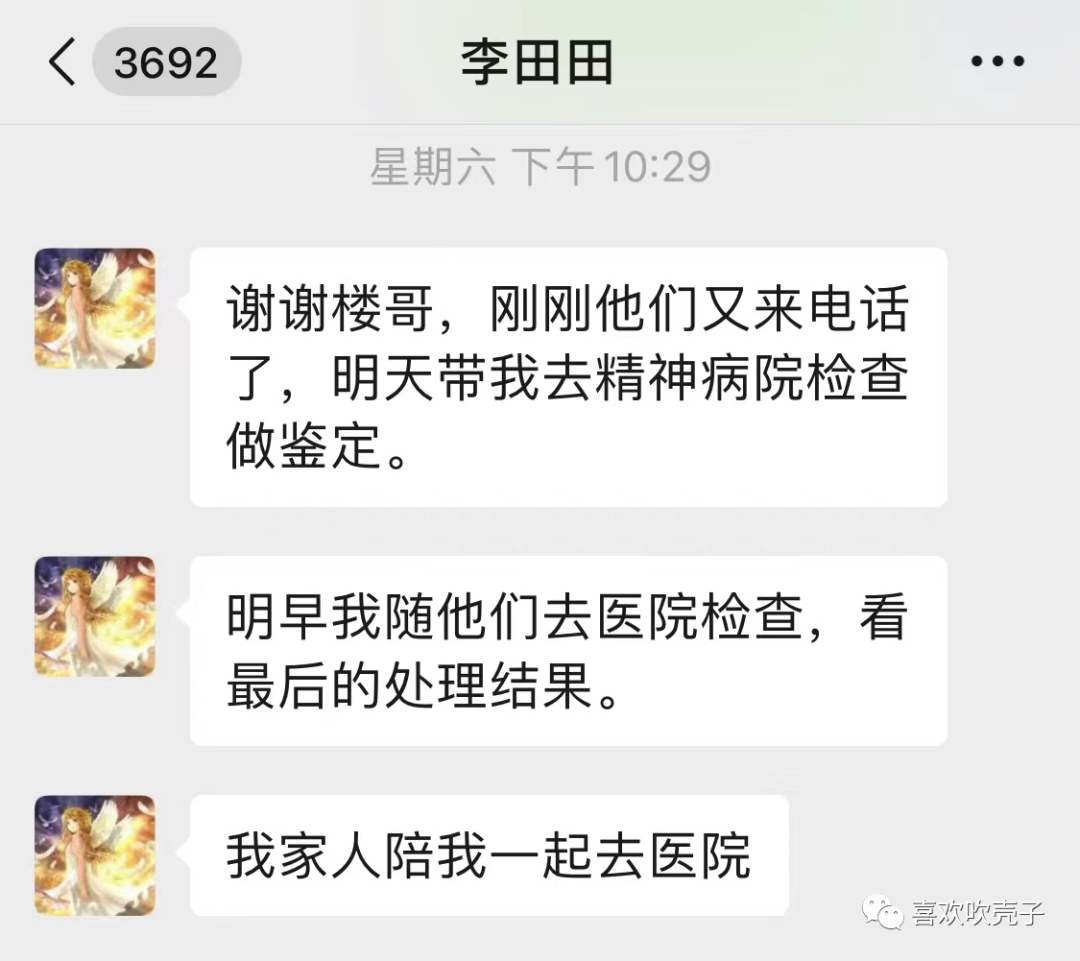 3692
李田田
星期六 下午10:29
谢谢楼哥，刚刚他们又来电话
了，明天带我去精神病院检查
做鉴定。
明早我随他们去医院检查，看
最后的处理结果。
我家人陪我一起去医院
喜欢吹壳子